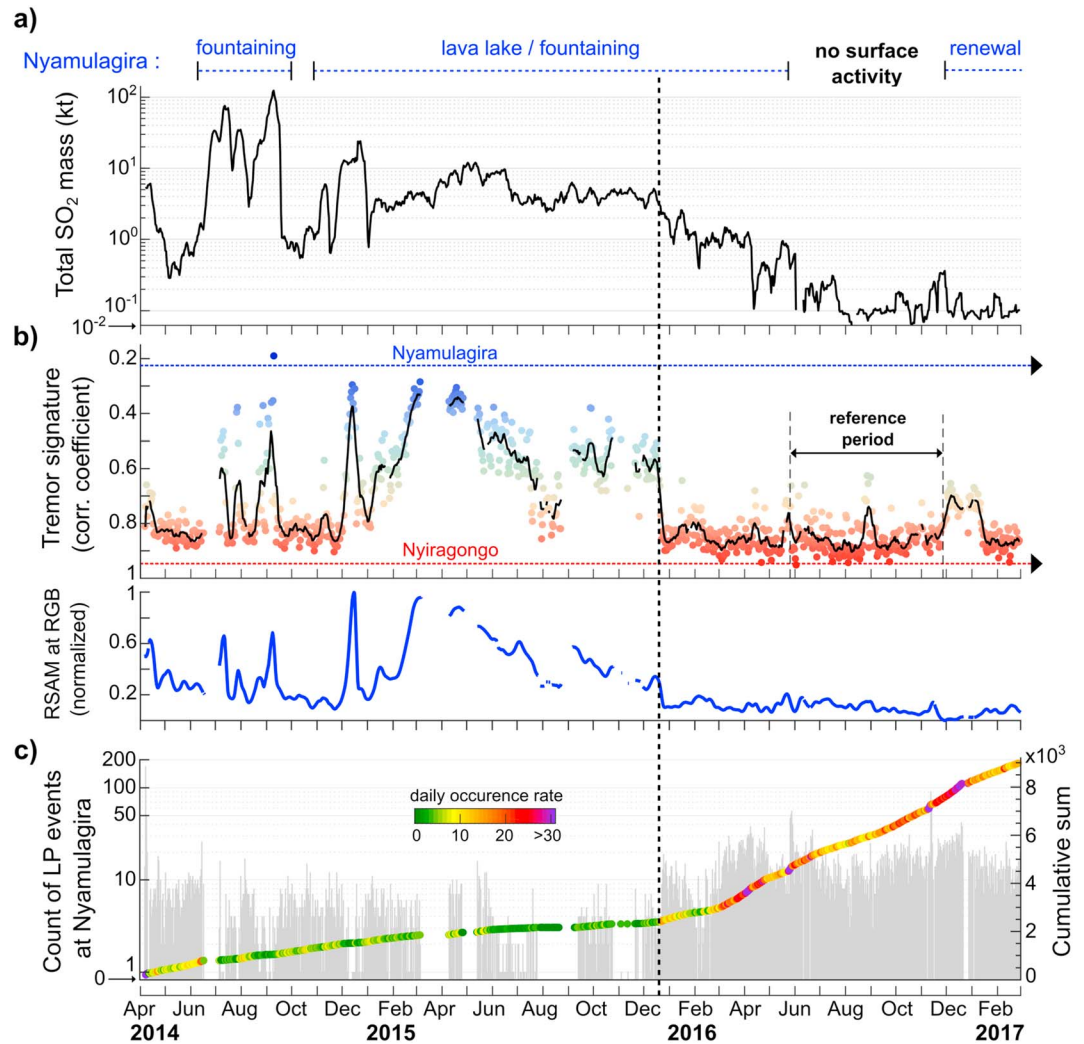 a)
Nyamulagira :
fountaining
lava lake / fountaining
no surface
activity
renewal
Total SO2 mass (kt)
10^2
10^1
10^0
10^-1
10^-2
b)
Tremor signature
(corr. coefficient)
0.2
0.4
0.6
0.8
1
Nyamulagira
reference
period
Nyiragongo
RSAM at RGB
(normalized)
0.6
0.2
c)
Count of LP events
at Nyamulagira
200
100
50
10
1
0
daily occurence rate
0 10 20 >30
x10^3
8
6
4
2
0
Cumulative sum
Apr Jun Aug Oct Dec Feb Apr Jun Aug Oct Dec Feb Apr Jun Aug Oct Dec Feb
2014 2015 2016 2017